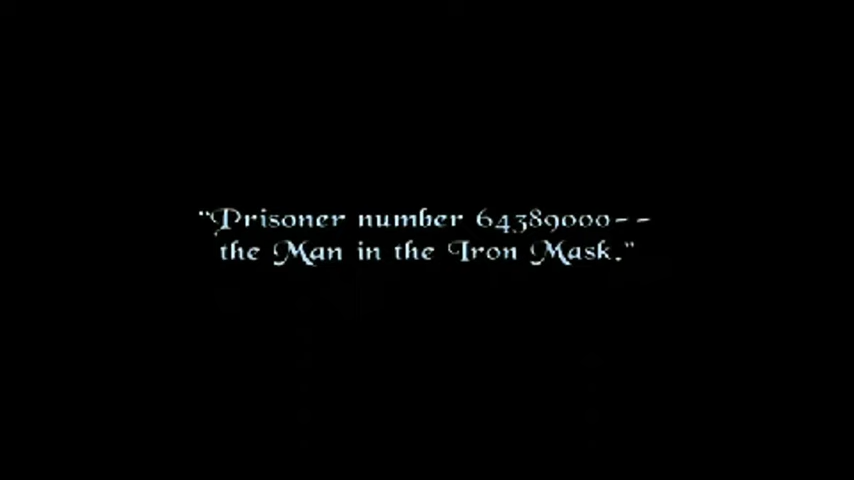 "Prisoner number 64389000--
the Man in the Iron Mask."